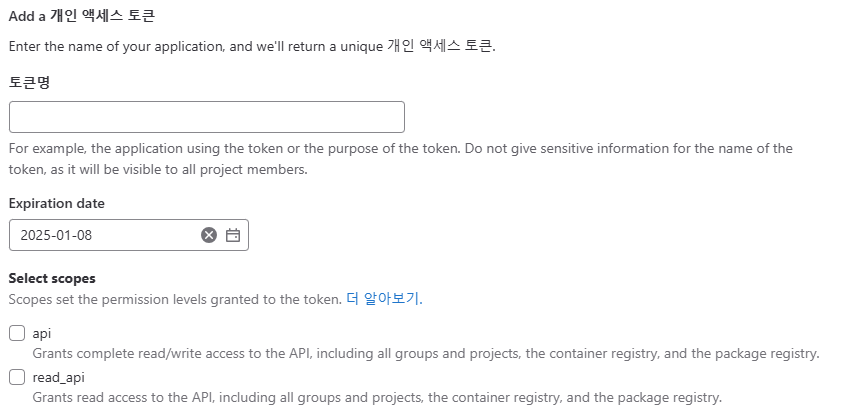 Add a 개인 액세스 토큰
Enter the name of your application, and we'll return a unique 개인 액세스 토큰.
토큰명
For example, the application using the token or the purpose of the token. Do not give sensitive information for the name of the
token, as it will be visible to all project members.
Expiration date
2025-01-08
Select scopes
Scopes set the permission levels granted to the token. 더 알아보기.
api
Grants complete read/write access to the API, including all groups and projects, the container registry, and the package registry.
read_api
Grants read access to the API, including all groups and projects, the container registry, and the package registry.